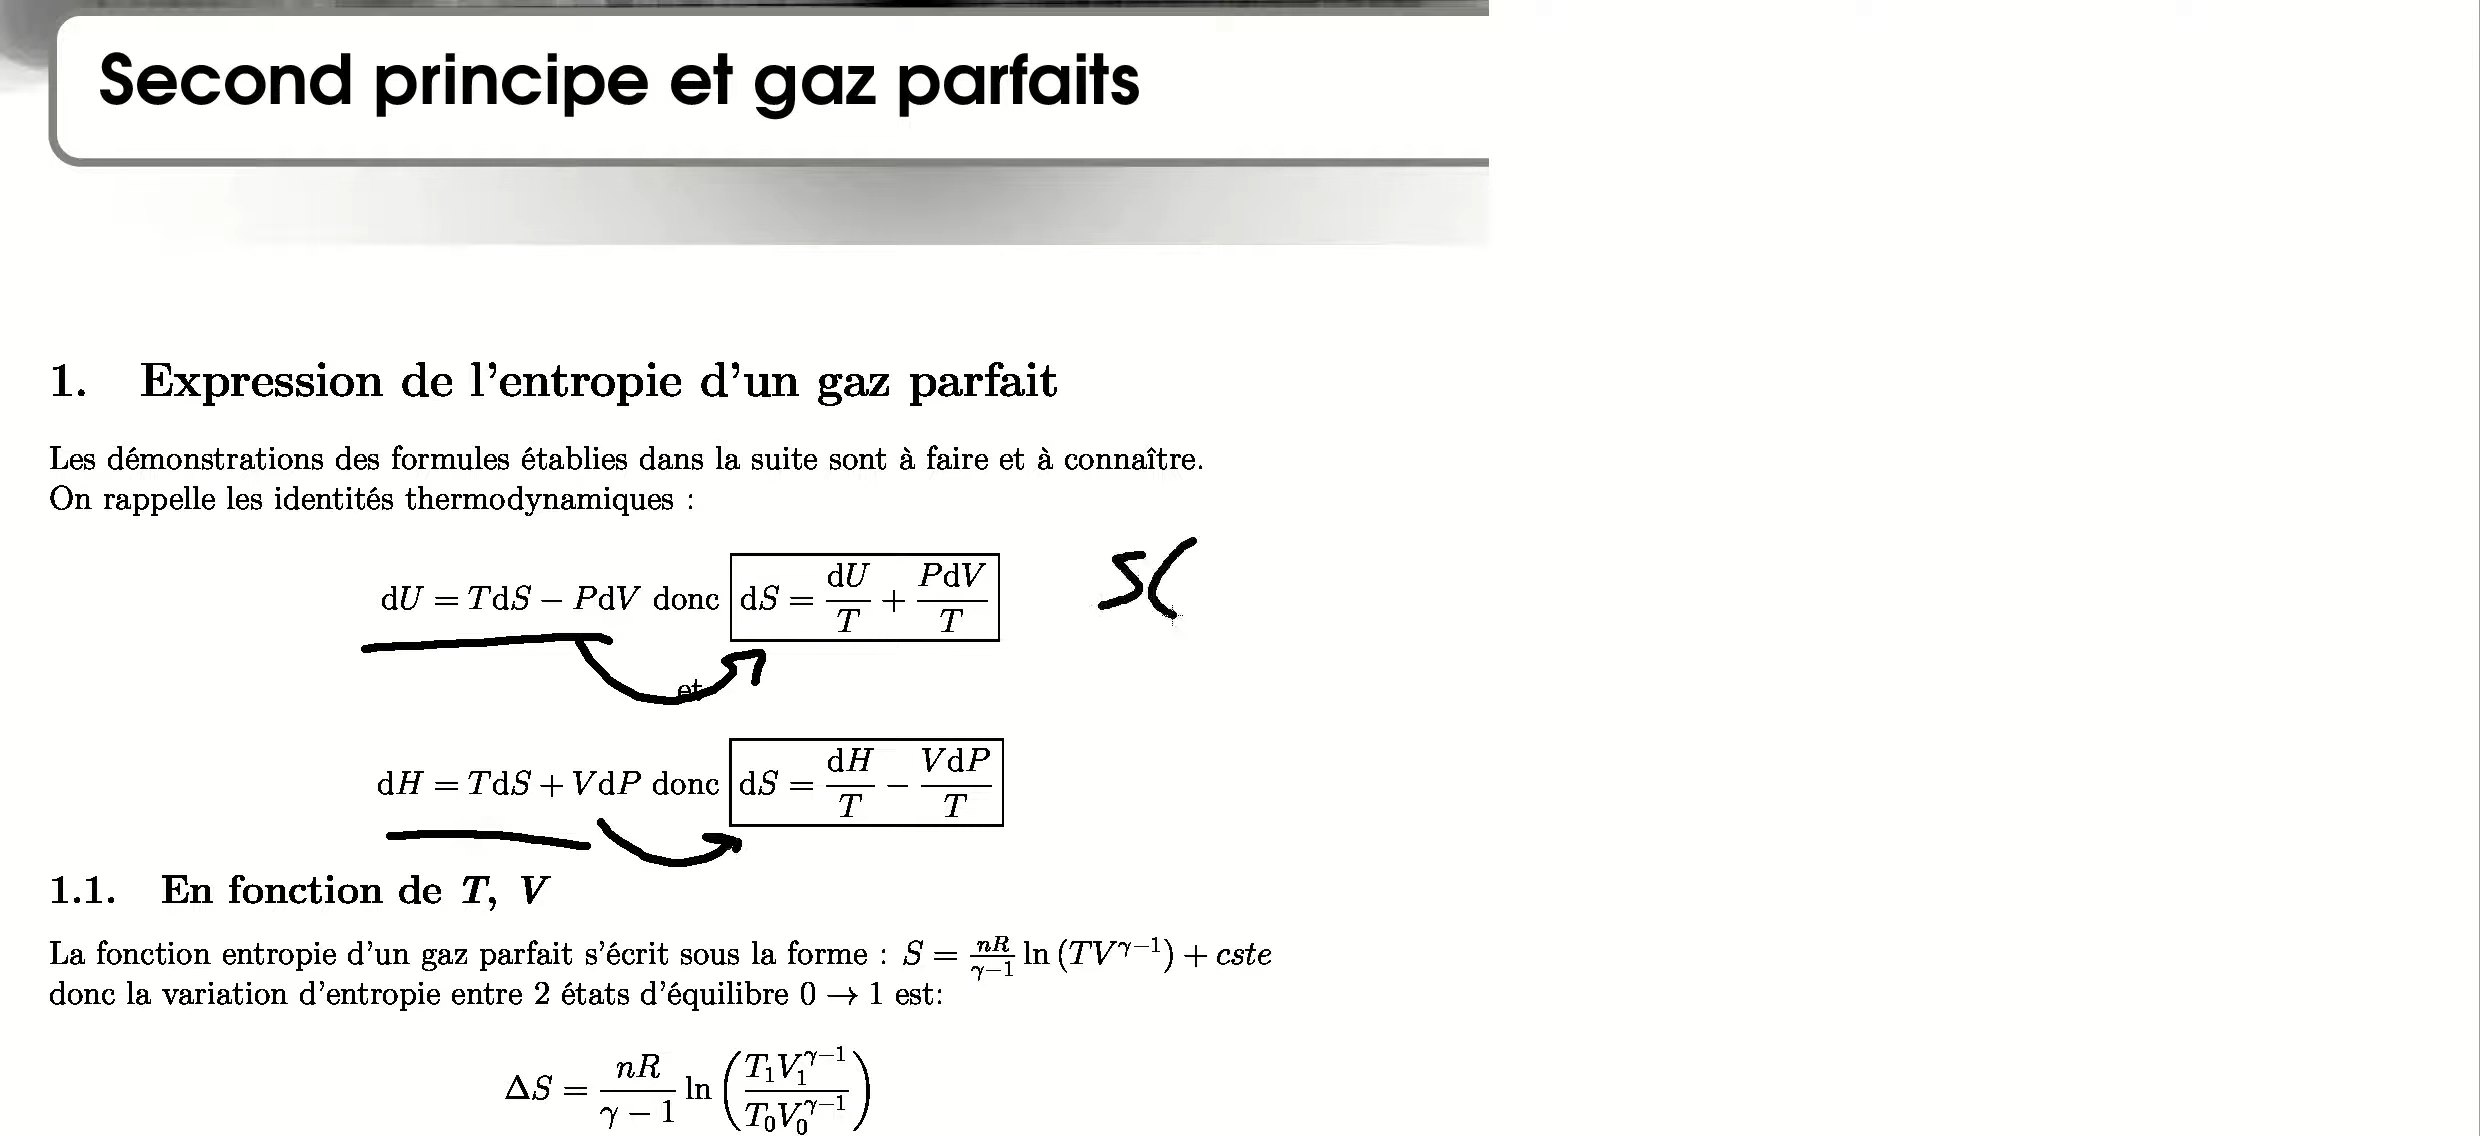 Second principe et gaz parfaits
1. Expression de l'entropie d'un gaz parfait
Les démonstrations des formules établies dans la suite sont à faire et à connaître.
On rappelle les identités thermodynamiques :
dU = TdS − PdV donc dS = dU/T + PdV/T
S(
et
dH = TdS + VdP donc dS = dH/T − VdP/T
1.1. En fonction de T, V
La fonction entropie d'un gaz parfait s'écrit sous la forme : S = nR/(γ−1) ln (TV^(γ−1)) + cste
donc la variation d'entropie entre 2 états d'équilibre 0 → 1 est:
ΔS = nR/(γ − 1) ln (T₁V₁^(γ−1) / T₀V₀^(γ−1))